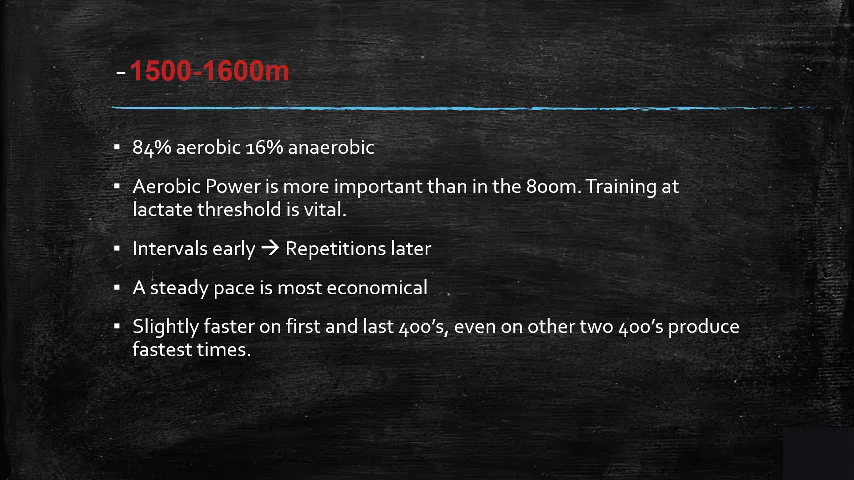 -1500-1600m
▪ 84% aerobic 16% anaerobic
▪ Aerobic Power is more important than in the 800m. Training at
lactate threshold is vital.
▪ Intervals early → Repetitions later
▪ A steady pace is most economical
▪ Slightly faster on first and last 400's, even on other two 400's produce
fastest times.